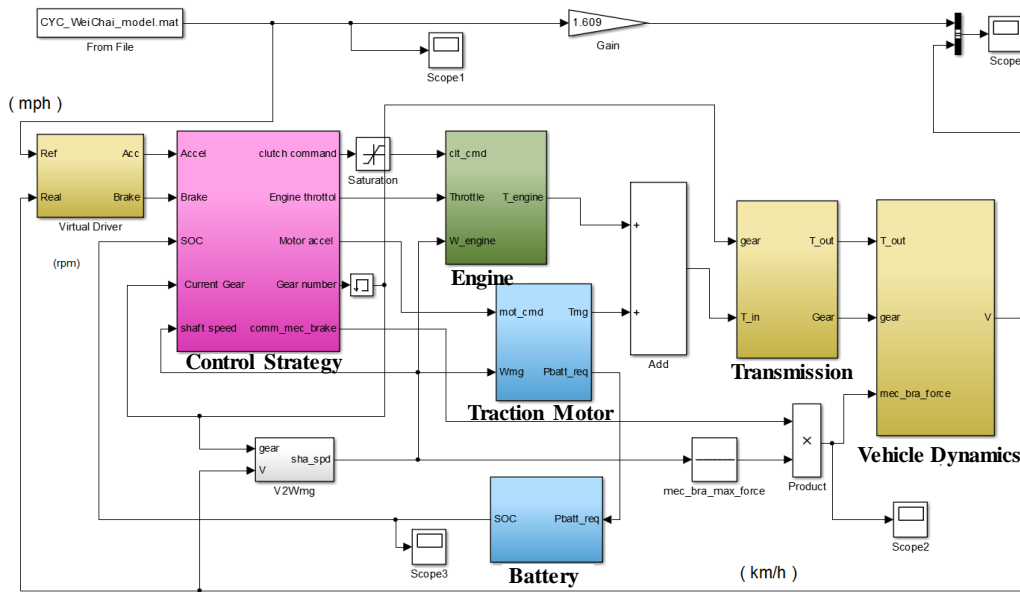 CYC_WeiChai_model.mat
From File
1.609
Gain
Scope1
Scope
( mph )
Ref
Acc
Real
Brake
Virtual Driver
(rpm)
Accel
clutch command
Brake
Engine throttol
SOC
Motor accel
Current Gear
Gear number
shaft speed
comm_mec_brake
Control Strategy
Saturation
clt_cmd
Throttle
T_engine
W_engine
Engine
mot_cmd
Tmg
Wmg
Pbatt_req
Traction Motor
+
+
Add
gear
T_out
T_in
Gear
Transmission
T_out
gear
V
mec_bra_force
Vehicle Dynamics
gear
sha_spd
V
V2Wmg
mec_bra_max_force
×
Product
Scope2
SOC
Pbatt_req
Battery
Scope3
( km/h )